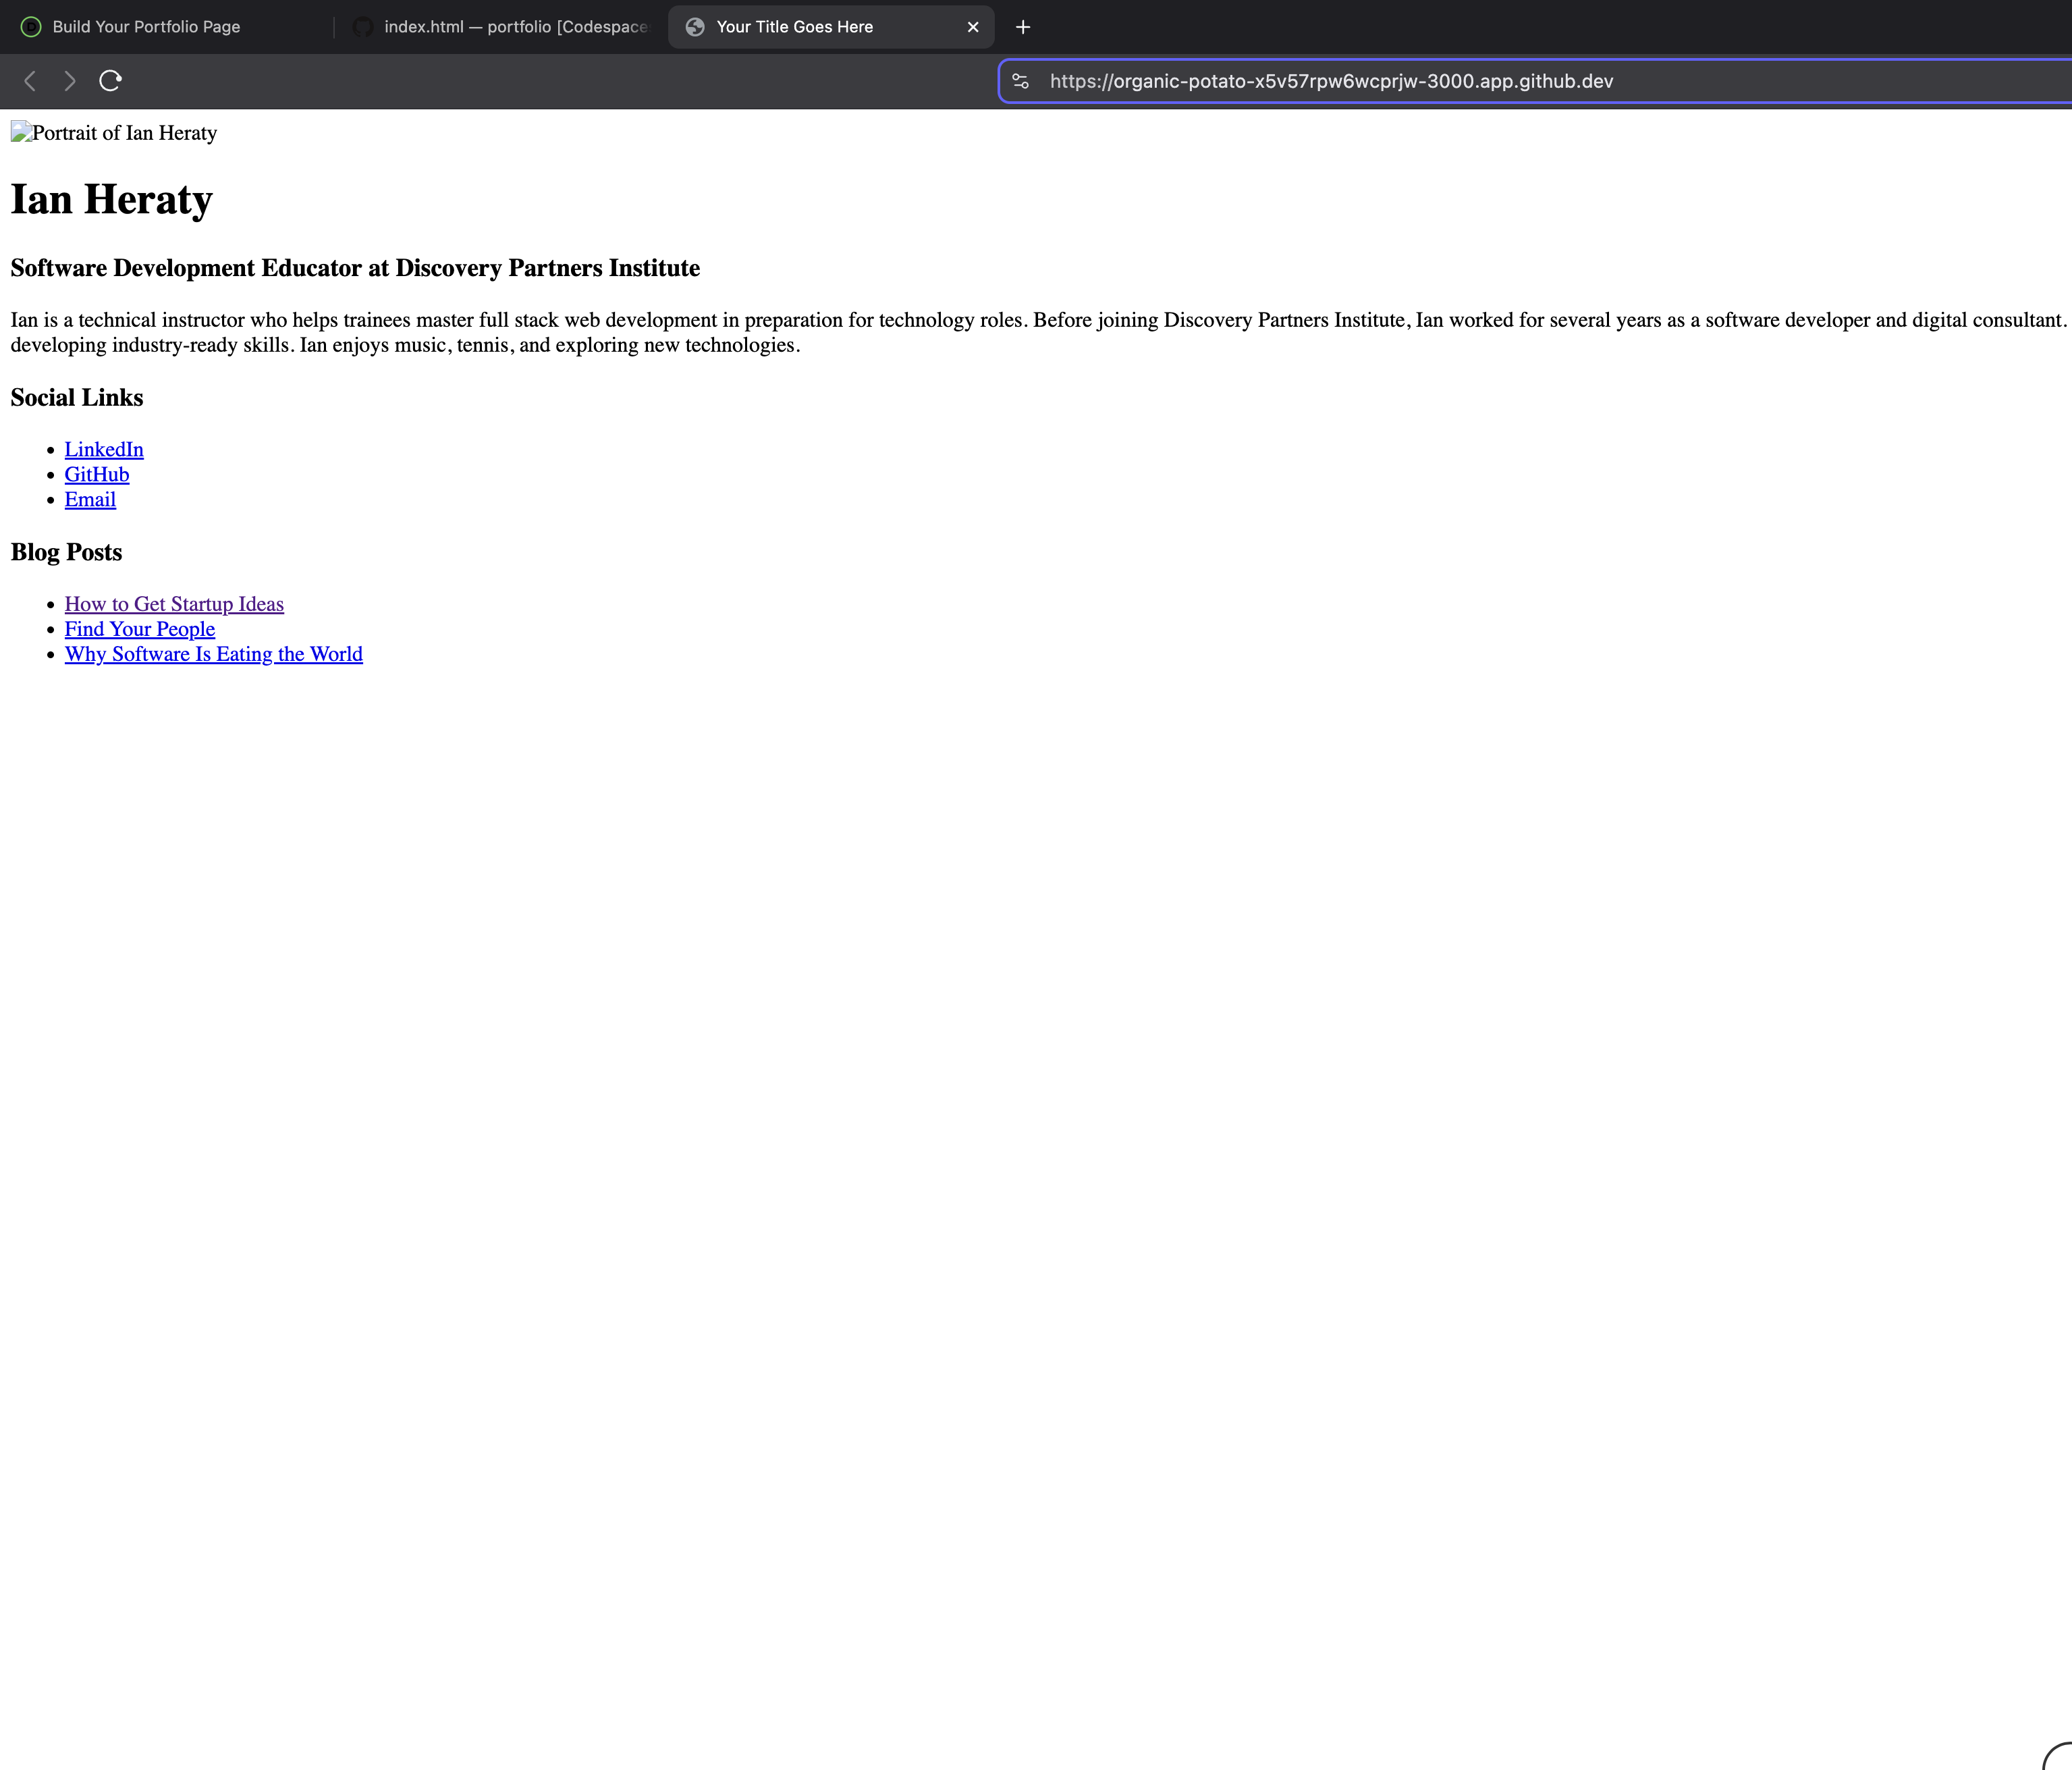 Build Your Portfolio Page
index.html — portfolio [Codespace
Your Title Goes Here
https://organic-potato-x5v57rpw6wcprjw-3000.app.github.dev
Portrait of Ian Heraty
Ian Heraty
Software Development Educator at Discovery Partners Institute
Ian is a technical instructor who helps trainees master full stack web development in preparation for technology roles. Before joining Discovery Partners Institute, Ian worked for several years as a software developer and digital consultant.
developing industry-ready skills. Ian enjoys music, tennis, and exploring new technologies.
Social Links
LinkedIn
GitHub
Email
Blog Posts
How to Get Startup Ideas
Find Your People
Why Software Is Eating the World